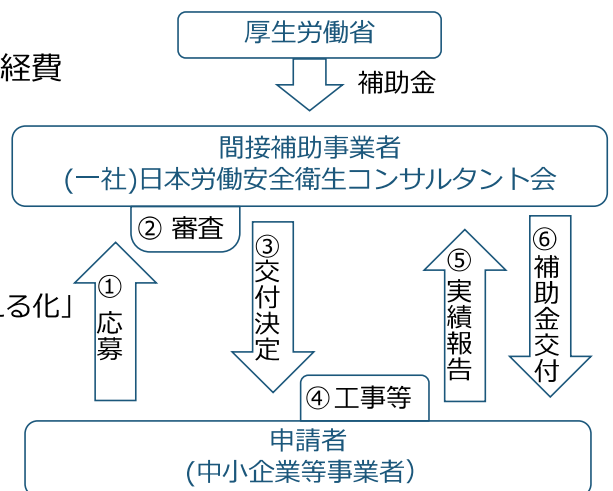 厚生労働省
経費
補助金
間接補助事業者
(一社)日本労働安全衛生コンサルタント会
② 審査
① 応募
③ 交付決定
⑤ 実績報告
⑥ 補助金交付
る化」
④ 工事等
申請者
(中小企業等事業者）